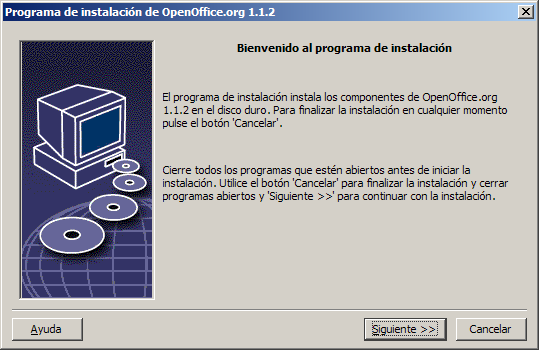 Programa de instalación de OpenOffice.org 1.1.2
Bienvenido al programa de instalación
El programa de instalación instala los componentes de OpenOffice.org
1.1.2 en el disco duro. Para finalizar la instalación en cualquier momento
pulse el botón 'Cancelar'.
Cierre todos los programas que estén abiertos antes de iniciar la
instalación. Utilice el botón 'Cancelar' para finalizar la instalación y cerrar
programas abiertos y 'Siguiente >>' para continuar con la instalación.
Ayuda
Siguiente >>
Cancelar